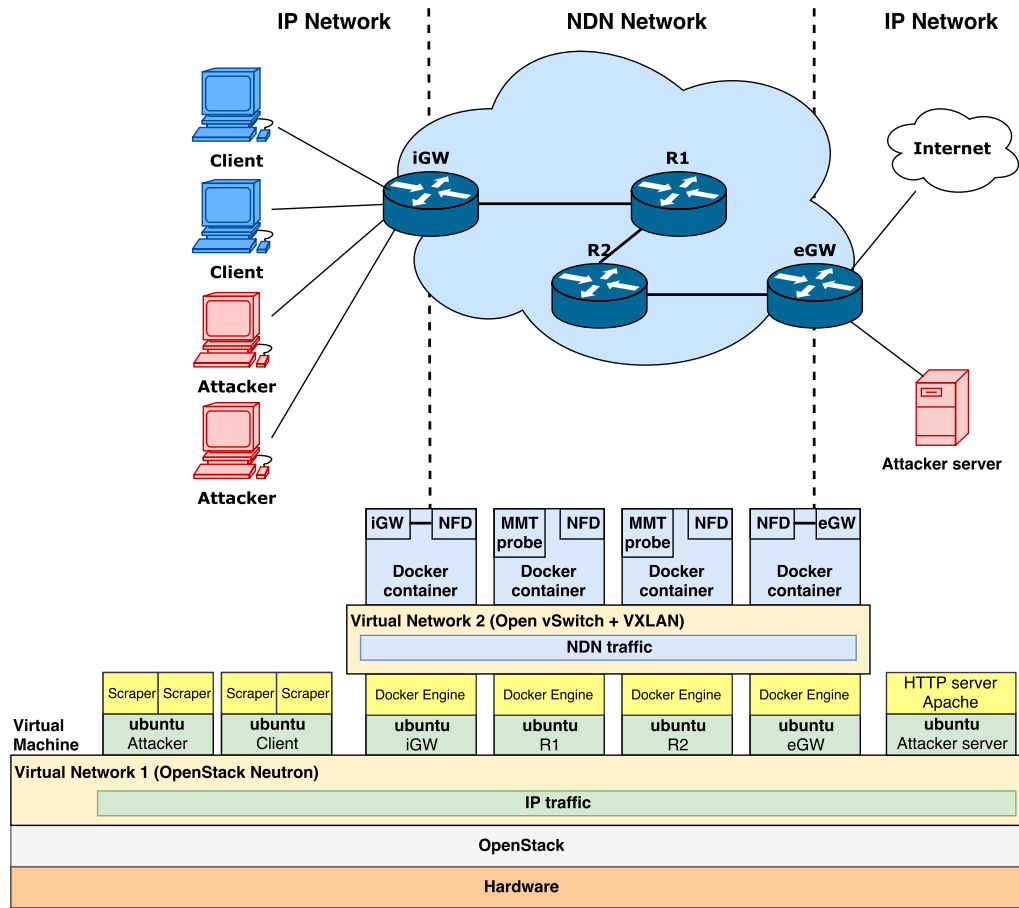 IP Network
NDN Network
IP Network
Client
iGW
R1
Internet
Client
R2
eGW
Attacker
Attacker
Attacker server
iGW
NFD
Docker
container
MMT
probe
NFD
Docker
container
MMT
probe
NFD
Docker
container
NFD
eGW
Docker
container
Virtual Network 2 (Open vSwitch + VXLAN)
NDN traffic
Virtual
Machine
Scraper
Scraper
ubuntu
Attacker
Scraper
Scraper
ubuntu
Client
Docker Engine
ubuntu
iGW
Docker Engine
ubuntu
R1
Docker Engine
ubuntu
R2
Docker Engine
ubuntu
eGW
HTTP server
Apache
ubuntu
Attacker server
Virtual Network 1 (OpenStack Neutron)
IP traffic
OpenStack
Hardware